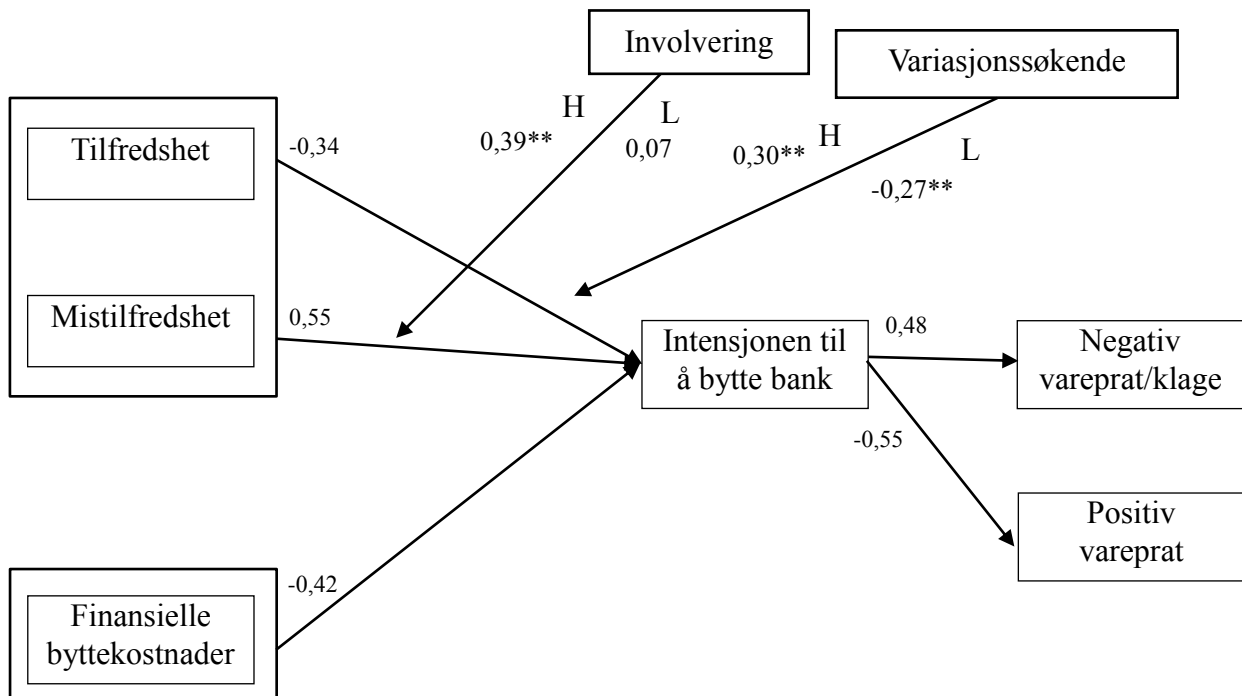 Involvering
Variasjonssøkende
H
L
0,39**
0,07
H
L
0,30**
-0,27**
Tilfredshet
-0,34
Mistilfredshet
0,55
Intensjonen til
å bytte bank
0,48
Negativ
vareprat/klage
-0,55
Positiv
vareprat
-0,42
Finansielle
byttekostnader